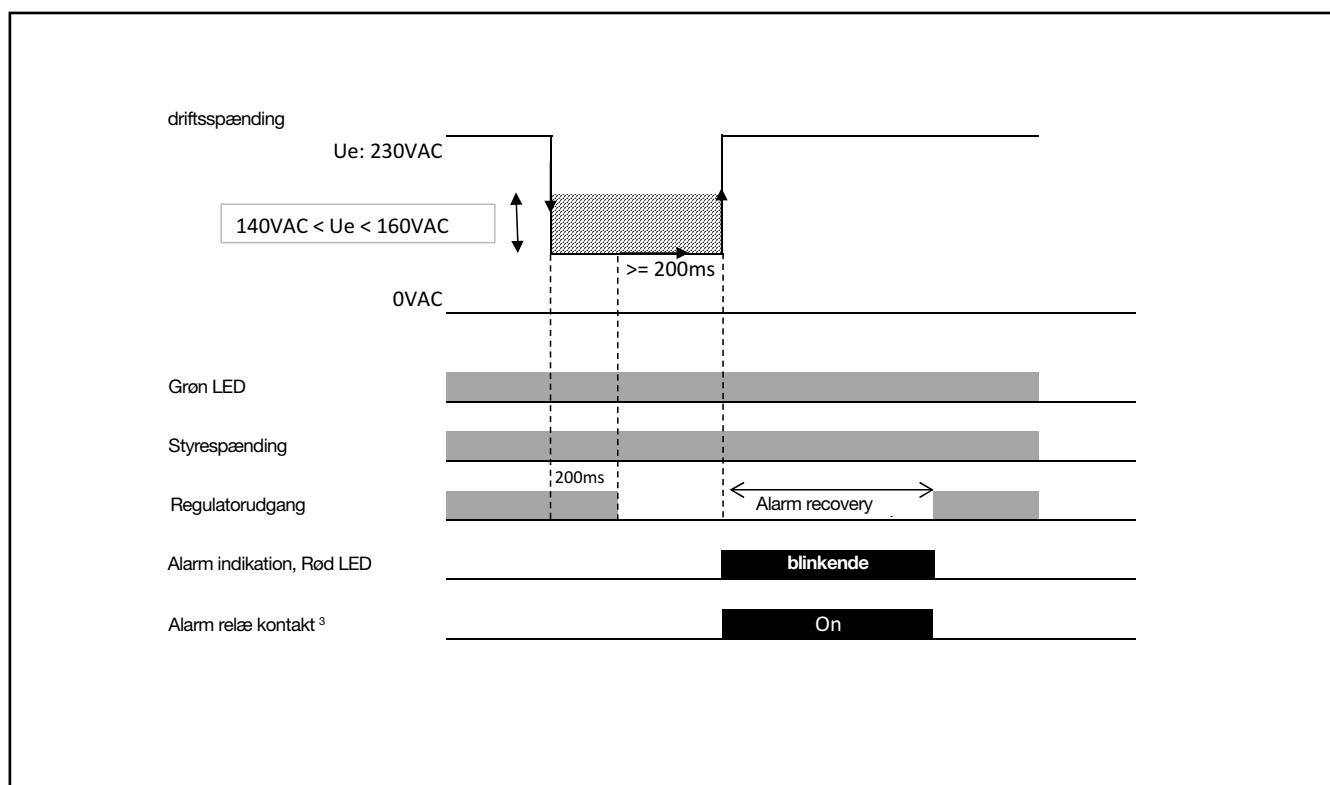 driftsspænding
Ue: 230VAC
140VAC < Ue < 160VAC
>= 200ms
0VAC
Grøn LED
Styrespænding
200ms
Regulatorudgang
Alarm recovery
Alarm indikation, Rød LED
blinkende
Alarm relæ kontakt ³
On